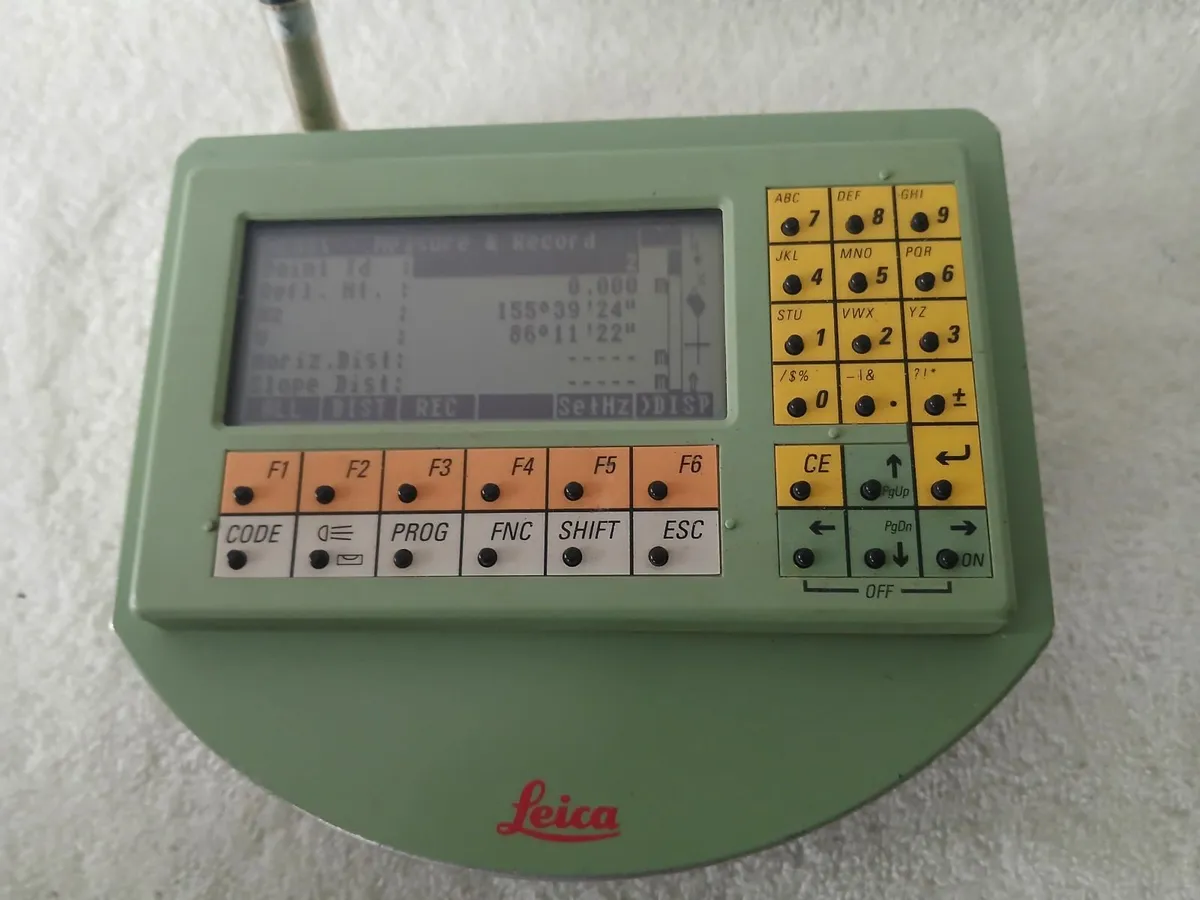 Measure & Record
Point Id :
Refl. Ht. : 0.000 m
Hz : 155°39'24"
V : 86°11'22"
Horiz.Dist: ----- m
Slope Dist: ----- m
ALL DIST REC SetHz >DISP
F1 F2 F3 F4 F5 F6
CODE PROG FNC SHIFT ESC
ABC 7 DEF 8 GHI 9
JKL 4 MNO 5 PQR 6
STU 1 VWX 2 YZ 3
/$% 0 -|& . ?!* ±
CE ↑ PgUp ↵
← PgDn ↓ → ON
OFF
Leica